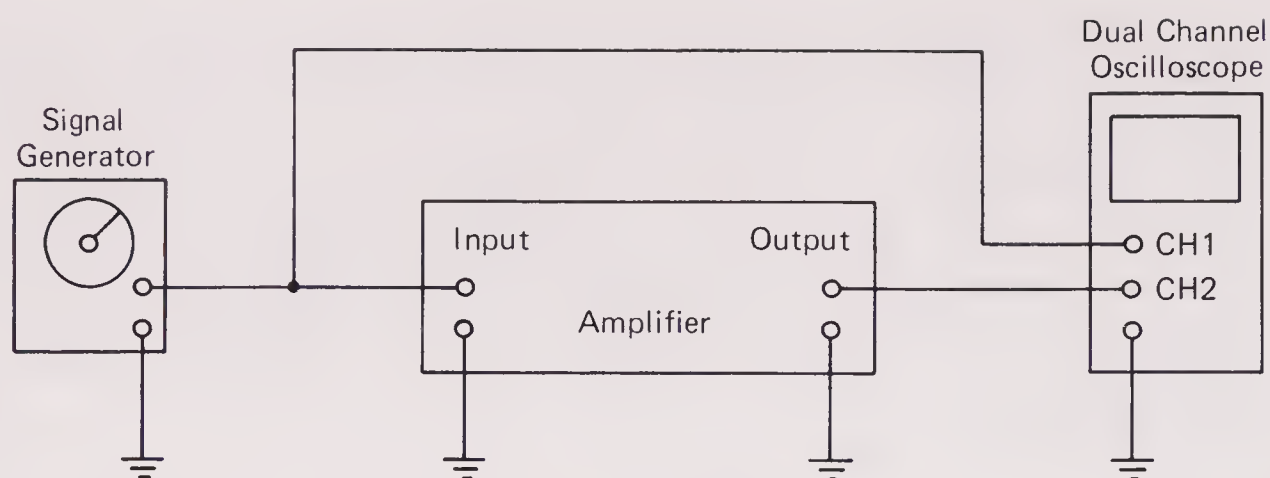 Dual Channel
Oscilloscope
Signal
Generator
Input
Output
CH1
CH2
Amplifier